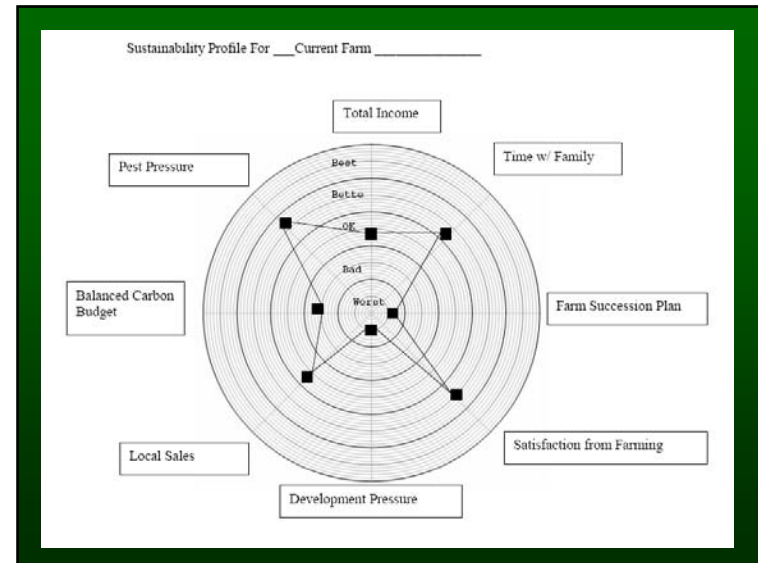 Sustainability Profile For ___Current Farm _______________
Total Income
Time w/ Family
Pest Pressure
Best
Bette
OK
Bad
Worst
Balanced Carbon
Budget
Farm Succession Plan
Satisfaction from Farming
Local Sales
Development Pressure